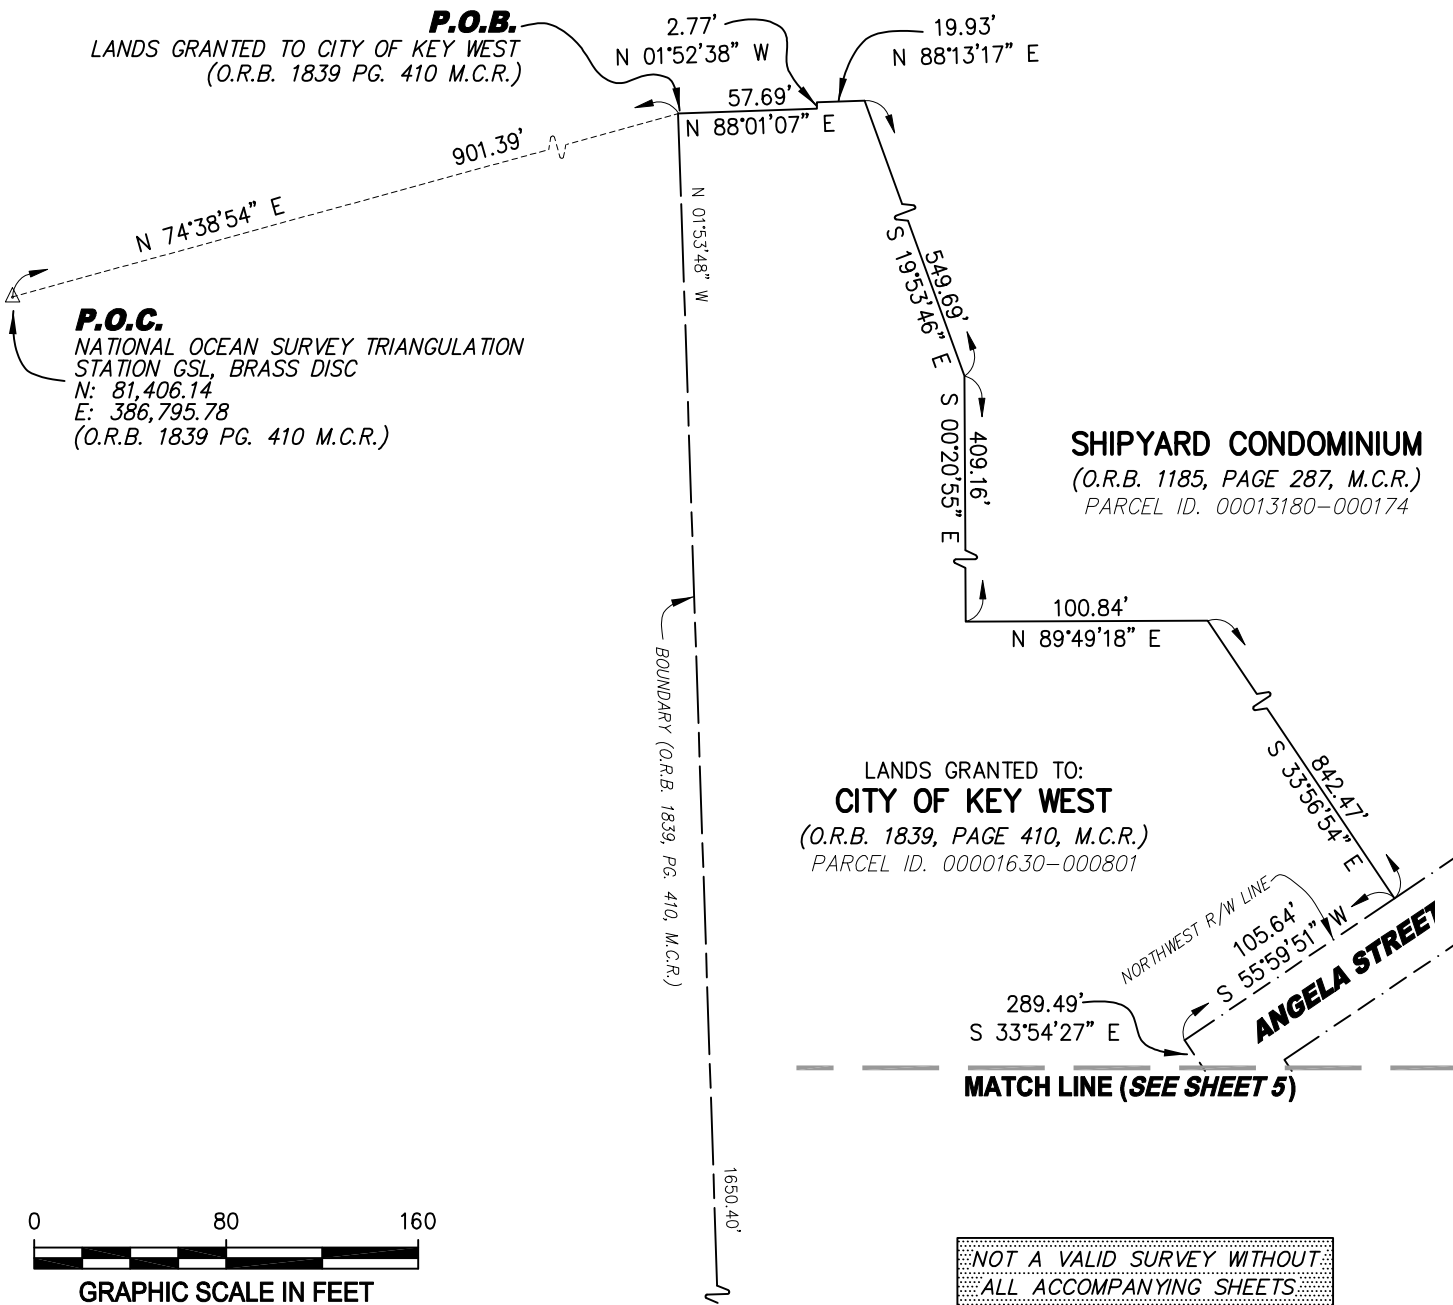 P.O.B.
LANDS GRANTED TO CITY OF KEY WEST
(O.R.B. 1839 PG. 410 M.C.R.)
2.77'
N 01°52'38" W
19.93'
N 88°13'17" E
57.69'
N 88°01'07" E
901.39'
N 74°38'54" E
P.O.C.
NATIONAL OCEAN SURVEY TRIANGULATION
STATION GSL, BRASS DISC
N: 81,406.14
E: 386,795.78
(O.R.B. 1839 PG. 410 M.C.R.)
N 01°53'48" W
549.69'
S 19°53'46" E
409.16'
S 00°20'55" E
SHIPYARD CONDOMINIUM
(O.R.B. 1185, PAGE 287, M.C.R.)
PARCEL ID. 00013180-000174
100.84'
N 89°49'18" E
BOUNDARY (O.R.B. 1839, PG. 410, M.C.R.)
842.47'
S 33°56'54" E
LANDS GRANTED TO:
CITY OF KEY WEST
(O.R.B. 1839, PAGE 410, M.C.R.)
PARCEL ID. 00001630-000801
NORTHWEST R/W LINE
105.64'
S 55°59'51" W
ANGELA STREET
289.49'
S 33°54'27" E
MATCH LINE (SEE SHEET 5)
1650.40'
0 80 160
GRAPHIC SCALE IN FEET
NOT A VALID SURVEY WITHOUT
ALL ACCOMPANYING SHEETS